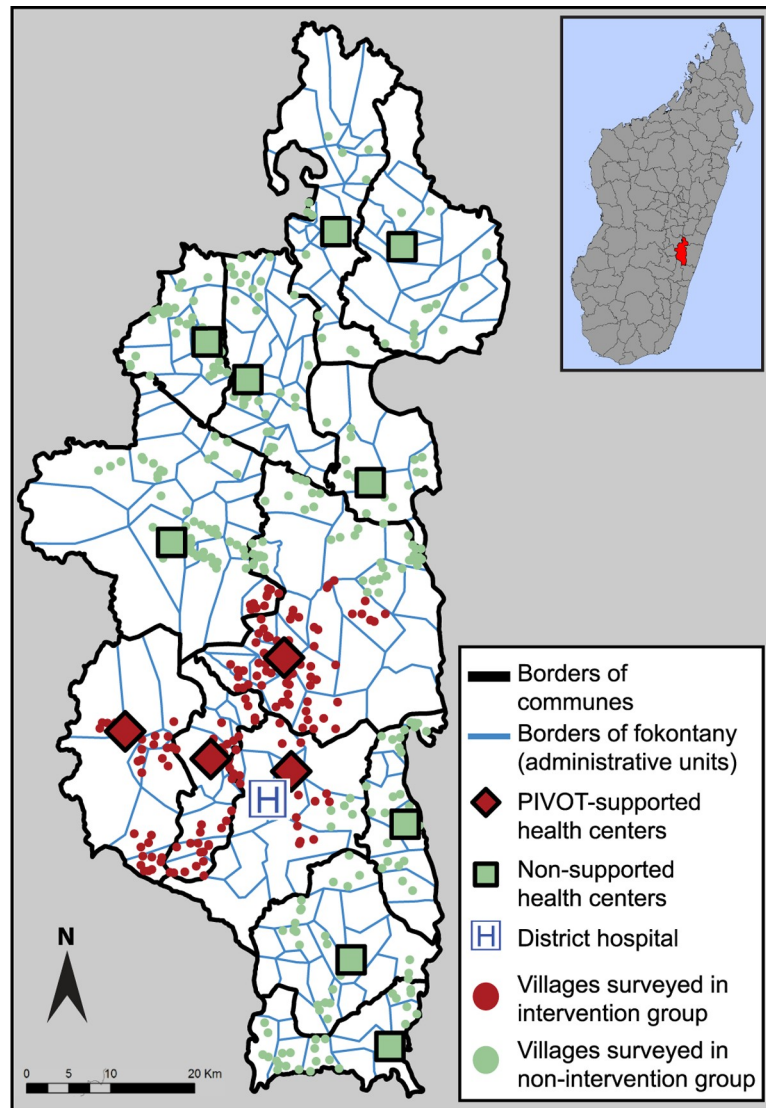 H
Borders of
communes
Borders of fokontany
(administrative units)
PIVOT-supported
health centers
Non-supported
health centers
H
District hospital
Villages surveyed in
intervention group
Villages surveyed in
non-intervention group
N
0 5 10 20 Km